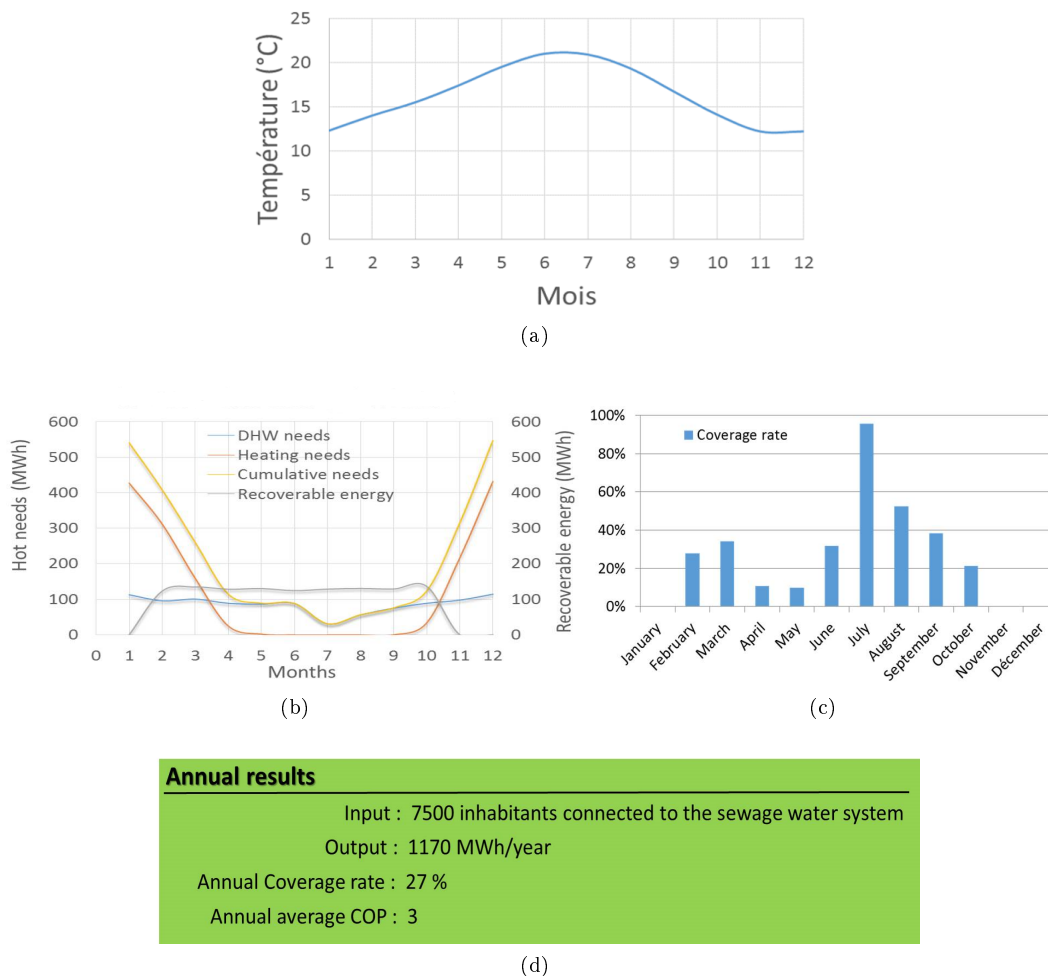 25
20
15
10
5
0
Température (°C)
1 2 3 4 5 6 7 8 9 10 11 12
Mois
(a)
600
500
400
300
200
100
0
Hot needs (MWh)
DHW needs
Heating needs
Cumulative needs
Recoverable energy
600
500
400
300
200
100
0
Recoverable energy (MWh)
0 1 2 3 4 5 6 7 8 9 10 11 12
Months
(b)
100%
80%
60%
40%
20%
0%
Coverage rate
January
February
March
April
May
June
July
August
September
October
November
Décember
(c)
Annual results
Input : 7500 inhabitants connected to the sewage water system
Output : 1170 MWh/year
Annual Coverage rate : 27 %
Annual average COP : 3
(d)